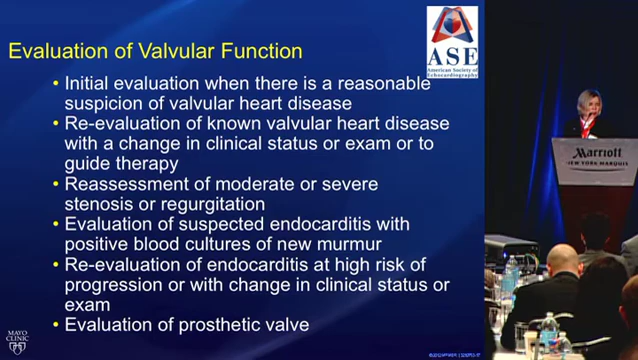 Evaluation of Valvular Function
ASE
American Society of
Echocardiography
• Initial evaluation when there is a reasonable
suspicion of valvular heart disease
• Re-evaluation of known valvular heart disease
with a change in clinical status or exam or to
guide therapy
• Reassessment of moderate or severe
stenosis or regurgitation
• Evaluation of suspected endocarditis with
positive blood cultures of new murmur
• Re-evaluation of endocarditis at high risk of
progression or with change in clinical status or
exam
• Evaluation of prosthetic valve
MAYO
CLINIC
Marriott
NEW YORK MARQUIS